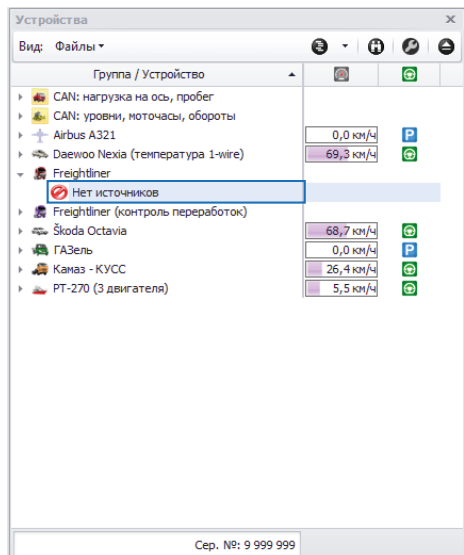 Устройства
Вид: Файлы
Группа / Устройство
CAN: нагрузка на ось, пробег
CAN: уровни, моточасы, обороты
Airbus A321 0,0 км/ч P
Daewoo Nexia (температура 1-wire) 69,3 км/ч
Freightliner
Нет источников
Freightliner (контроль переработок)
Škoda Octavia 68,7 км/ч
ГАЗель 0,0 км/ч P
Камаз - КУСС 26,4 км/ч
РТ-270 (3 двигателя) 5,5 км/ч
Сер. №: 9 999 999